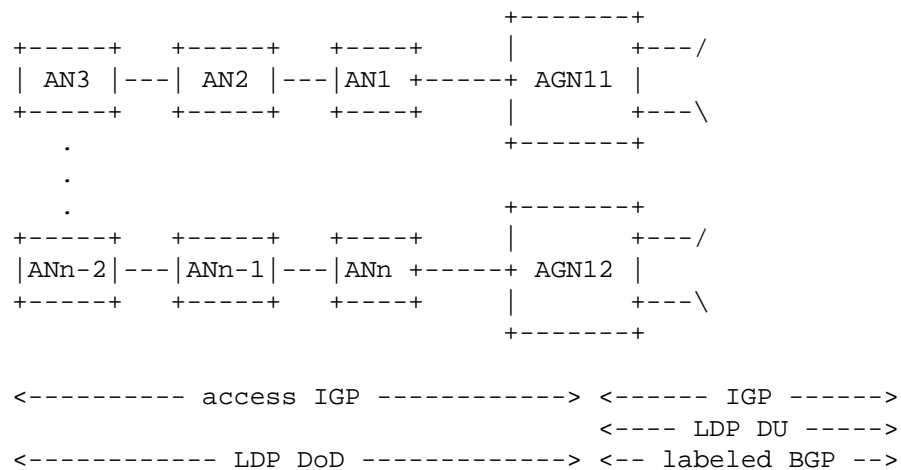 +-------+
+-----+   +-----+   +----+     |       +---/
| AN3 |---| AN2 |---|AN1 +-----+ AGN11 |
+-----+   +-----+   +----+     |       +---\
   .                           +-------+
   .
   .                           +-------+
+-----+   +-----+   +----+     |       +---/
|ANn-2|---|ANn-1|---|ANn +-----+ AGN12 |
+-----+   +-----+   +----+     |       +---\
                               +-------+
<---------- access IGP ------------> <------ IGP ------>
                                     <---- LDP DU ----->
<------------ LDP DoD -------------> <-- labeled BGP -->